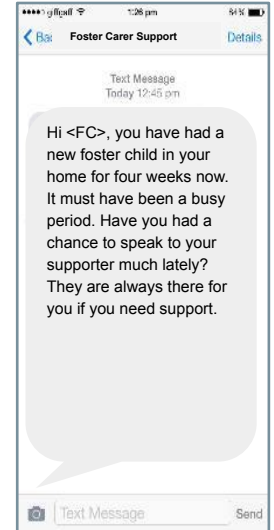 giffgaff 1:26 pm 84%
Bac Foster Carer Support Details
Text Message
Today 12:45 pm
Hi <FC>, you have had a
new foster child in your
home for four weeks now.
It must have been a busy
period. Have you had a
chance to speak to your
supporter much lately?
They are always there for
you if you need support.
Text Message Send